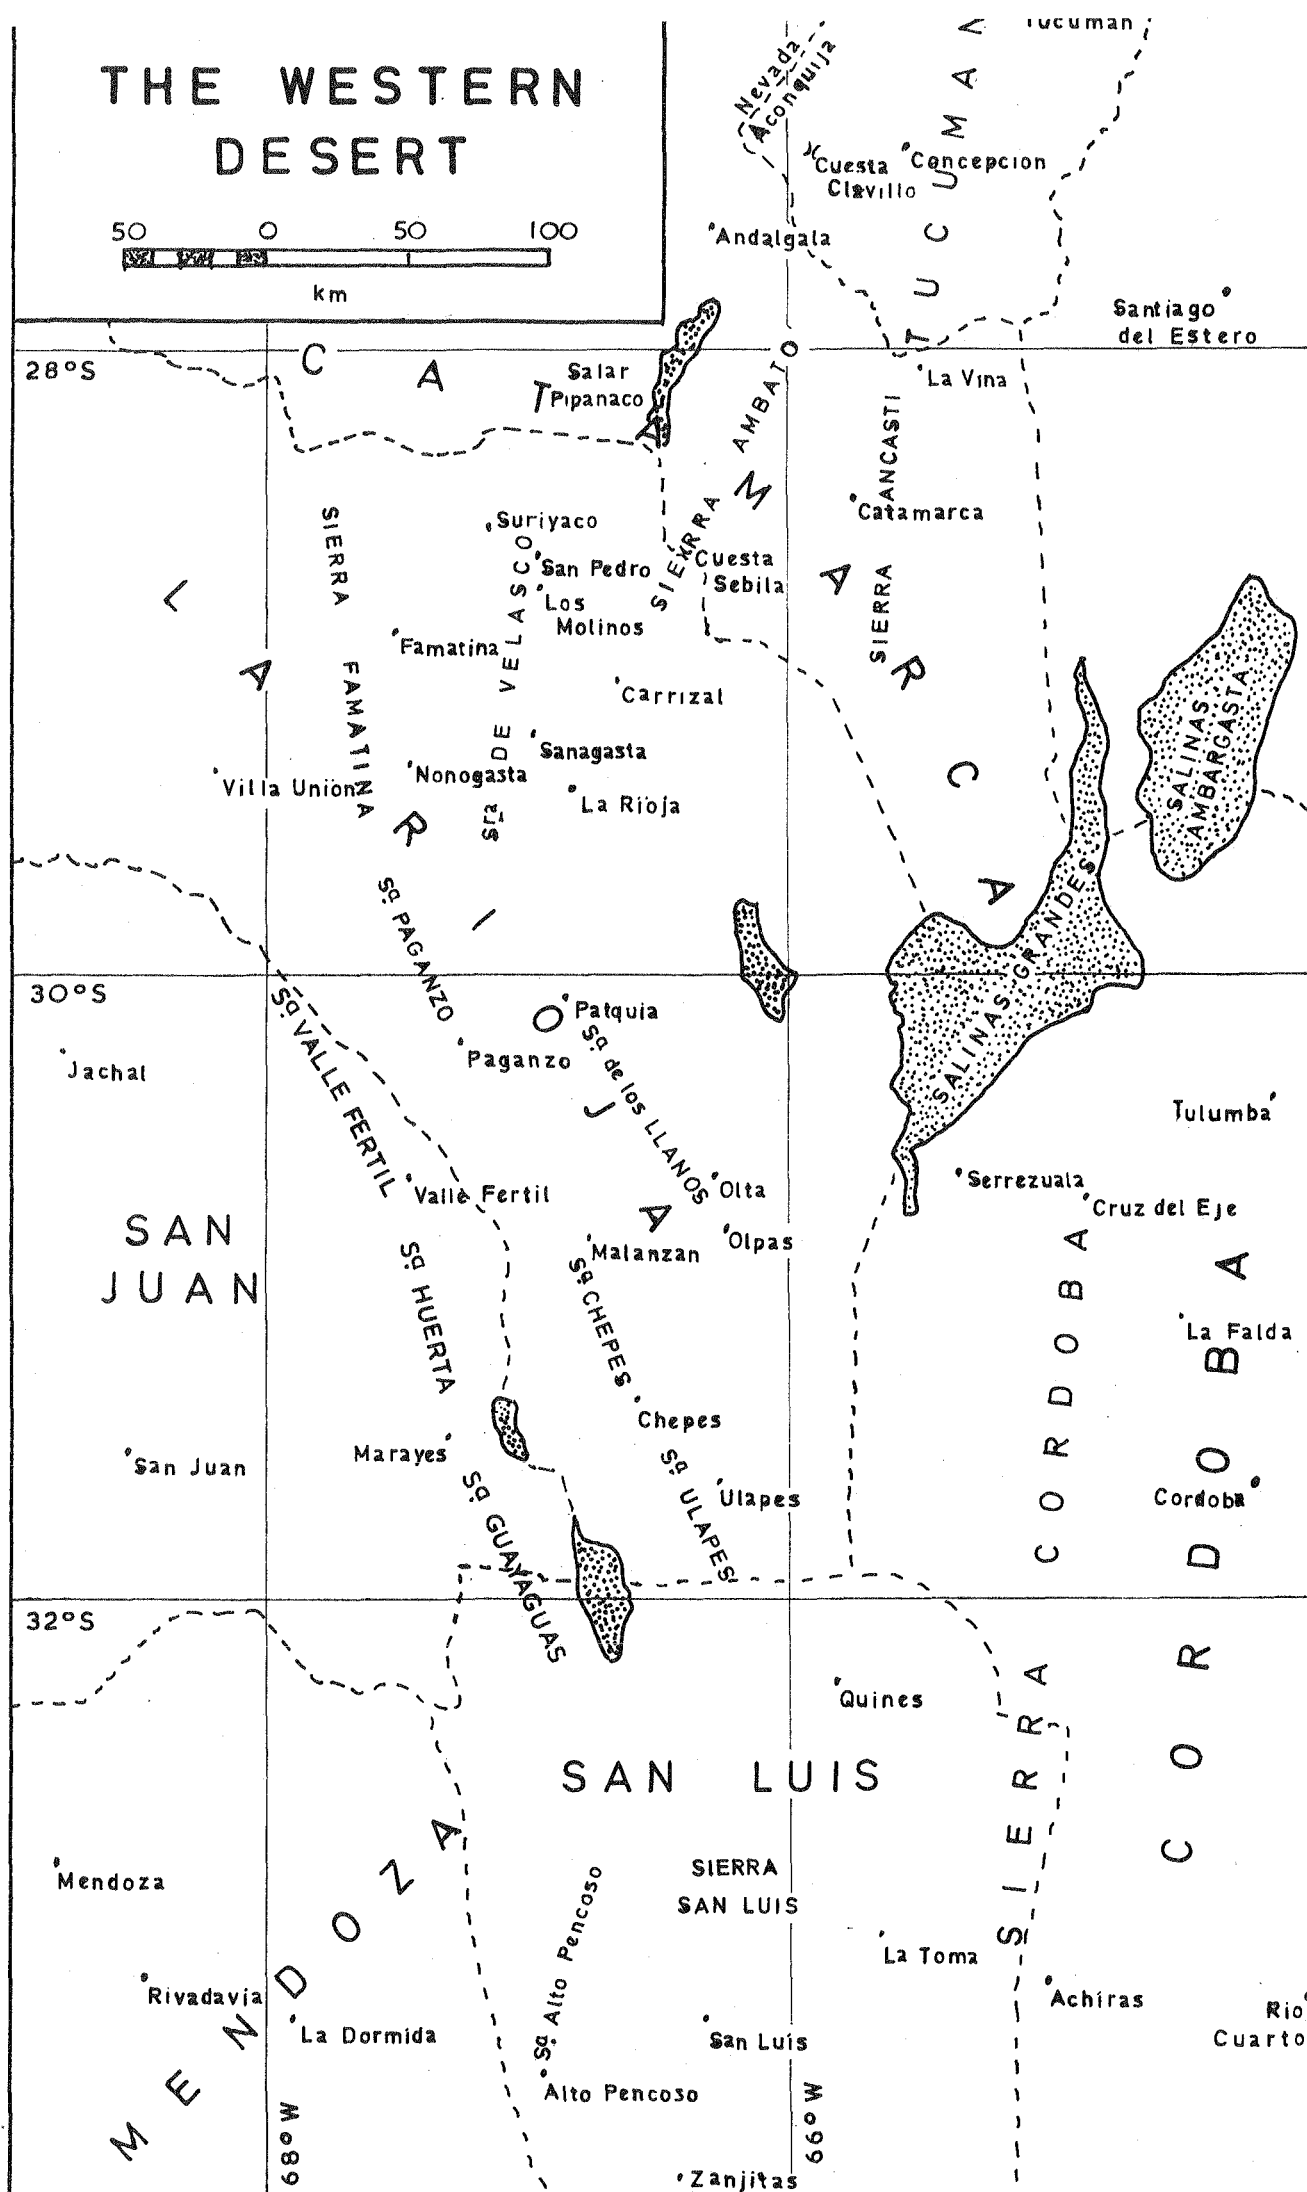 THE WESTERN
DESERT
50 0 50 100
km
Tucuman
Nevada
Aconquija
Cuesta
Clavillo
Concepcion
TUCUMAN
Andalgala
Santiago
del Estero
28°S
CATAMARCA
Salar
Pipanaco
La Vina
SIERRA AMBATO
SIERRA ANCASTI
Catamarca
Suriyaco
San Pedro
Cuesta
Sebila
Los
Molinos
SIERRA FAMATINA
Famatina
Sra DE VELASCO
Carrizal
LA RIOJA
Sanagasta
Nonogasta
Villa Union
La Rioja
SALINAS
AMBARGASTA
Sa PAGANZO
SALINAS GRANDES
30°S
Sa VALLE FERTIL
Patquia
Sa de los LLANOS
Paganzo
Jachal
Tulumba
Serrezuala
Valle Fertil
Olta
Cruz del Eje
SAN
JUAN
Olpas
Malanzan
Sa HUERTA
Sa CHEPES
La Falda
SIERRA CORDOBA
CORDOBA
Chepes
Marayes
San Juan
Sa ULAPES
Ulapes
Cordoba
Sa GUAYAGUAS
32°S
Quines
SAN LUIS
MENDOZA
Mendoza
SIERRA
SAN LUIS
Sa Alto Pencoso
La Toma
Rivadavia
Achiras
Rio
Cuarto
La Dormida
San Luis
Alto Pencoso
68°W
66°W
Zanjitas